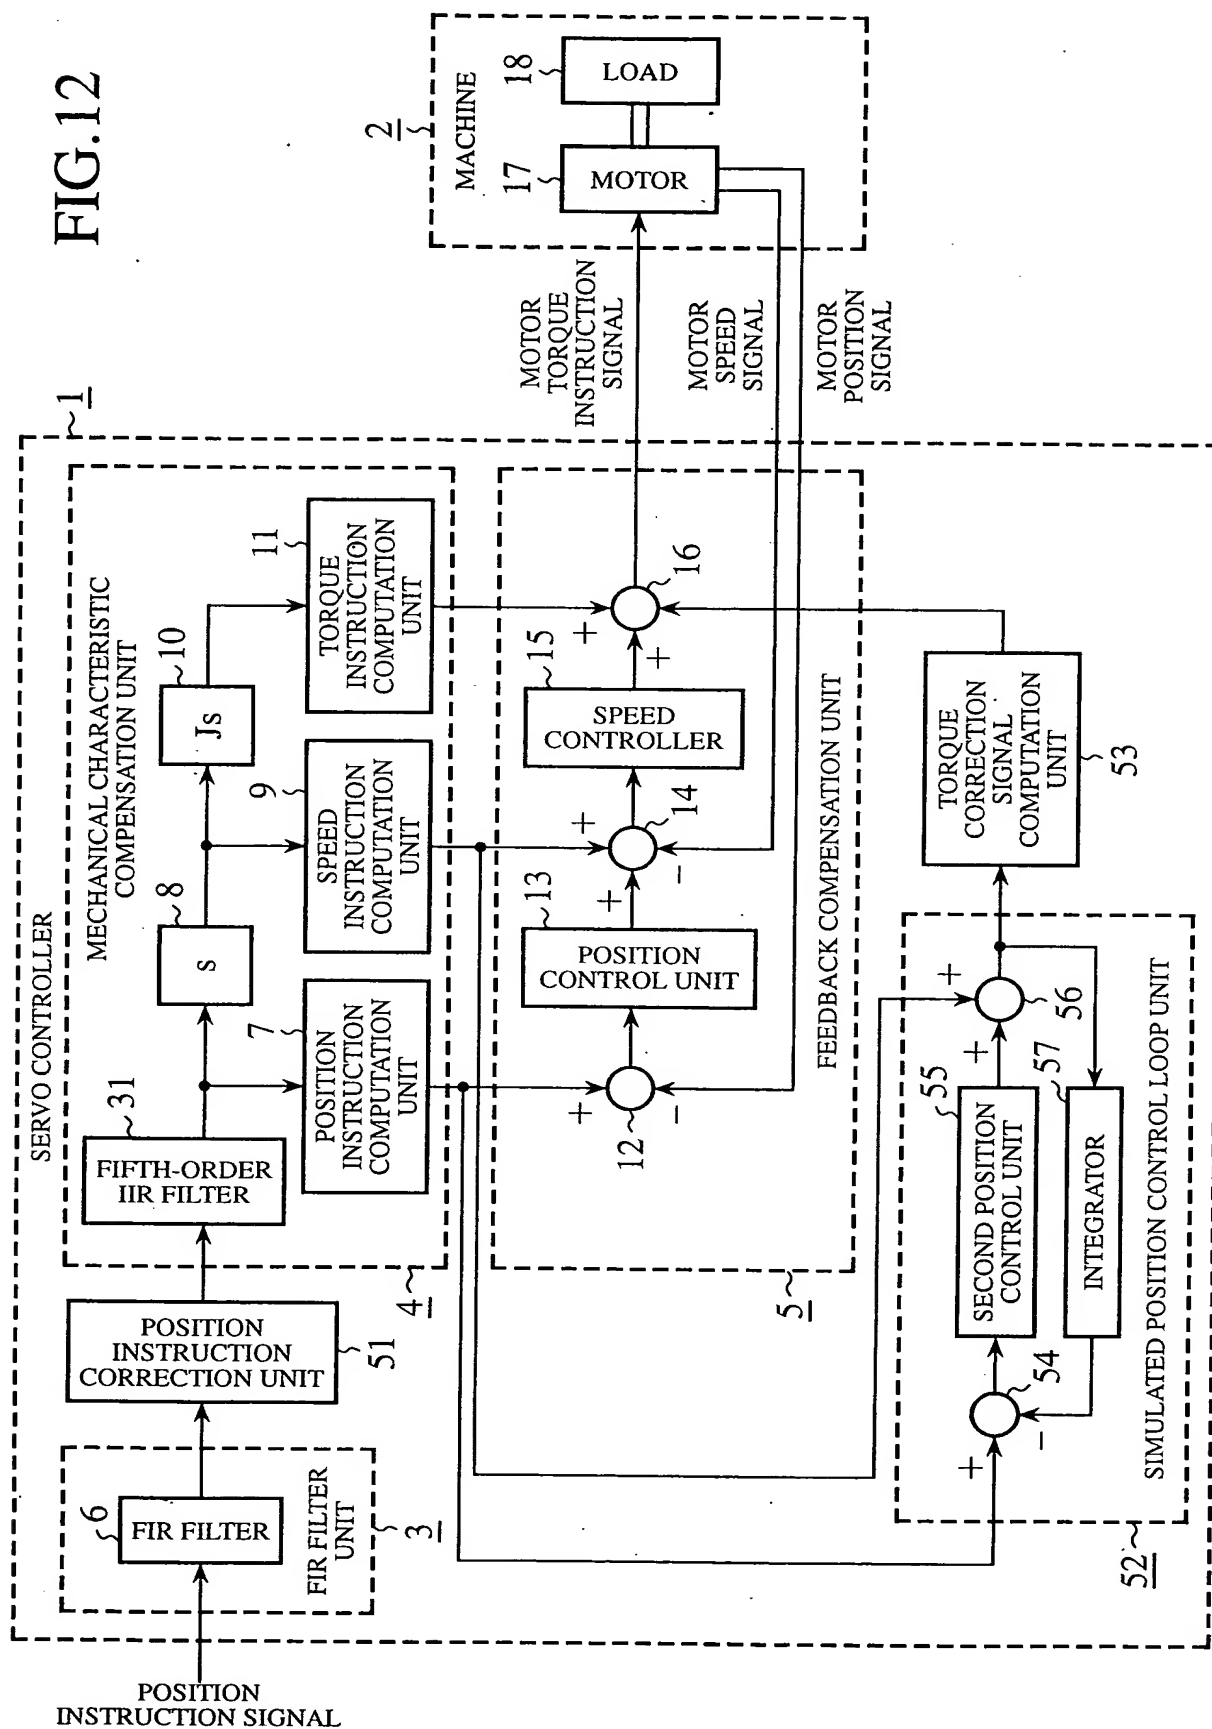 FIG.12
SERVO CONTROLLER
1
MECHANICAL CHARACTERISTIC
COMPENSATION UNIT
POSITION
INSTRUCTION SIGNAL
6
FIR FILTER
FIR FILTER
UNIT
3
POSITION
INSTRUCTION
CORRECTION UNIT
51
31
FIFTH-ORDER
IIR FILTER
8
s
10
Js
7
POSITION
INSTRUCTION
COMPUTATION
UNIT
9
SPEED
INSTRUCTION
COMPUTATION
UNIT
11
TORQUE
INSTRUCTION
COMPUTATION
UNIT
4
+
−
12
13
POSITION
CONTROL UNIT
+
+
−
14
15
SPEED
CONTROLLER
+
+
16
FEEDBACK COMPENSATION UNIT
5
MOTOR
TORQUE
INSTRUCTION
SIGNAL
MOTOR
SPEED
SIGNAL
MOTOR
POSITION
SIGNAL
2
MACHINE
17
MOTOR
18
LOAD
+
−
54
55
SECOND POSITION
CONTROL UNIT
+
+
56
57
INTEGRATOR
SIMULATED POSITION CONTROL LOOP UNIT
52
TORQUE
CORRECTION
SIGNAL
COMPUTATION
UNIT
53